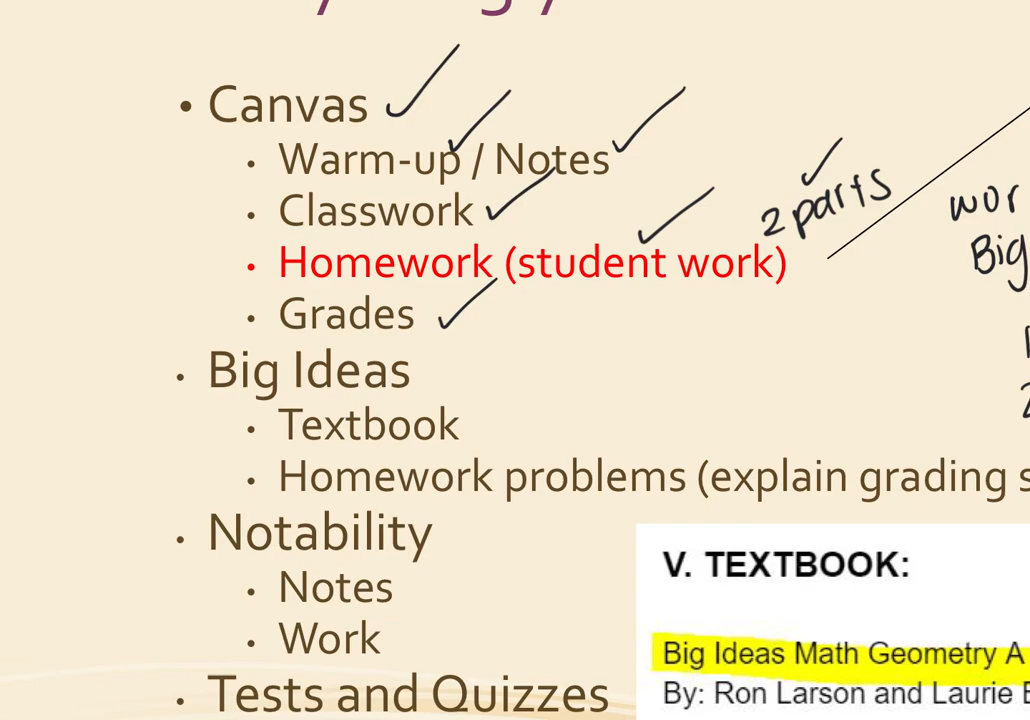 • Canvas
• Warm-up / Notes
• Classwork
2 parts
• Homework (student work)
• Grades
Big
• Big Ideas
• Textbook
• Homework problems (explain grading s
• Notability
• Notes
• Work
• Tests and Quizzes
V. TEXTBOOK:
Big Ideas Math Geometry A
By: Ron Larson and Laurie